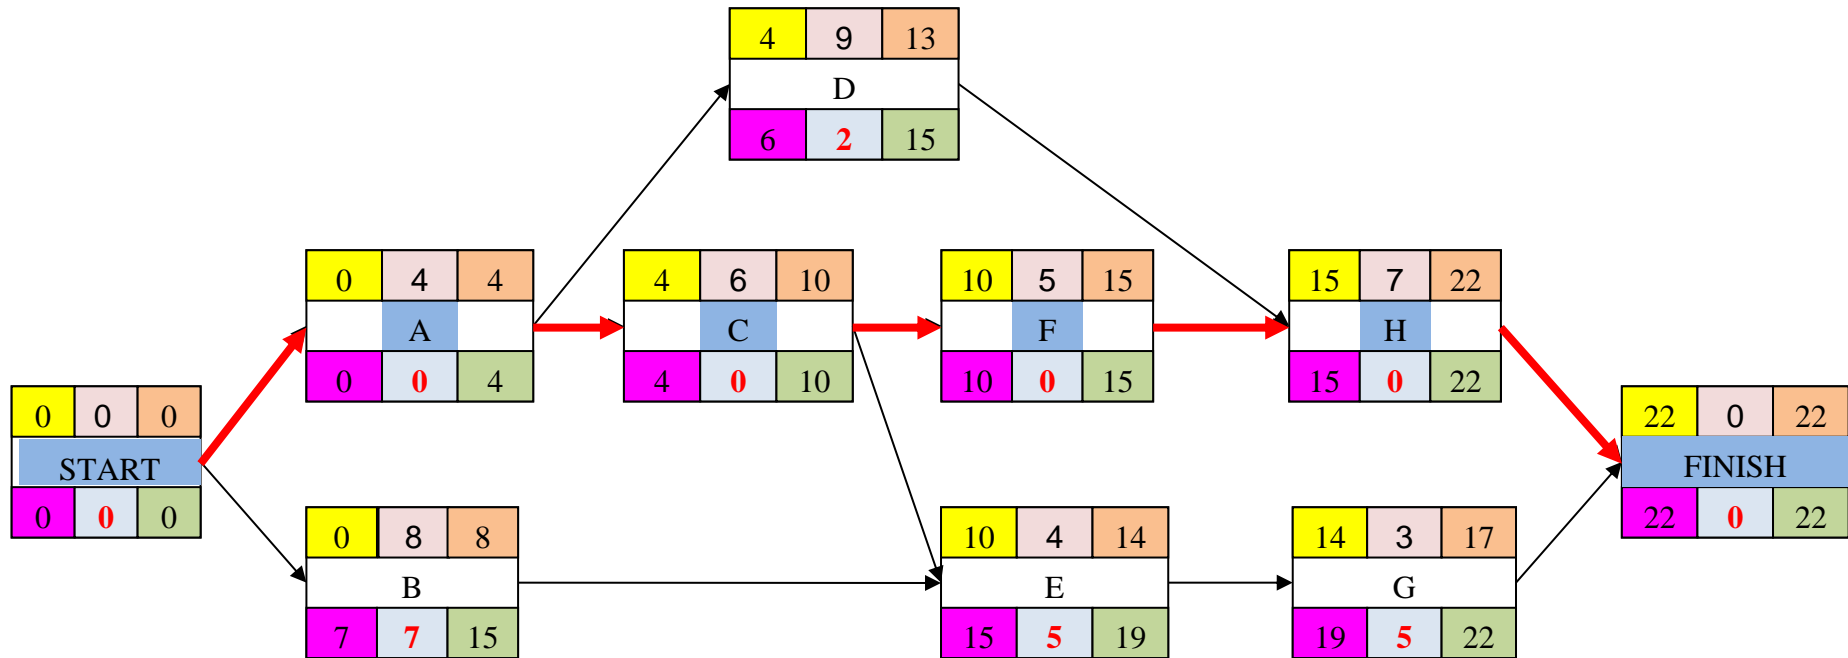 4 9 13
D
6 2 15
0 4 4
A
0 0 4
4 6 10
C
4 0 10
10 5 15
F
10 0 15
15 7 22
H
15 0 22
0 0 0
START
0 0 0
22 0 22
FINISH
22 0 22
0 8 8
B
7 7 15
10 4 14
E
15 5 19
14 3 17
G
19 5 22